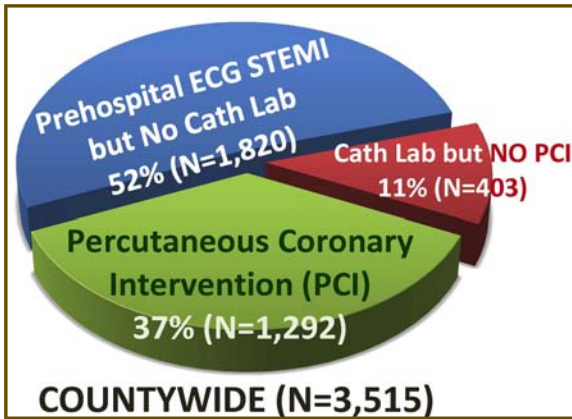 Prehospital ECG STEMI
but No Cath Lab
52% (N=1,820)
Cath Lab but NO PCI
11% (N=403)
Percutaneous Coronary
Intervention (PCI)
37% (N=1,292)
COUNTYWIDE (N=3,515)